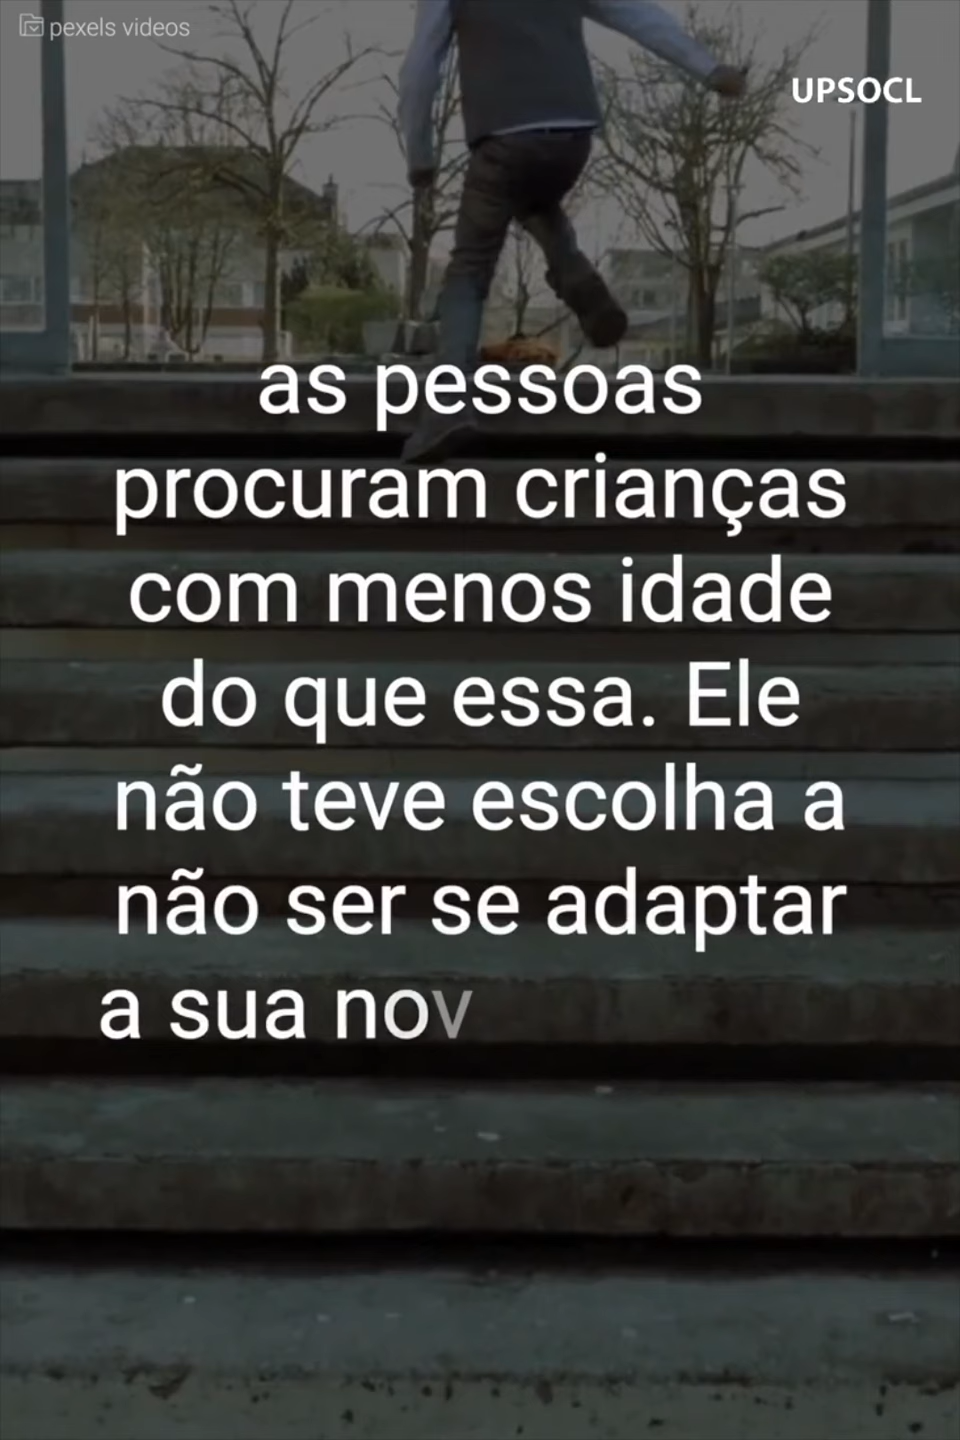 pexels videos
UPSOCL
as pessoas
procuram crianças
com menos idade
do que essa. Ele
não teve escolha a
não ser se adaptar
a sua nov